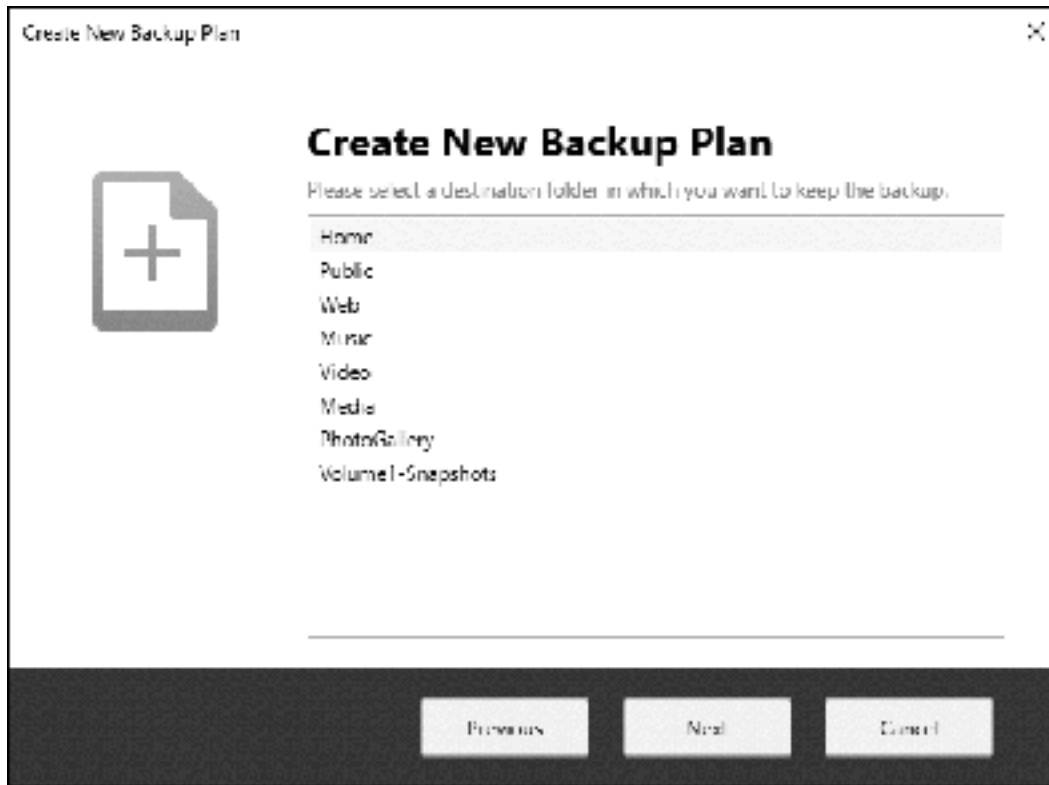 Create New Backup Plan
Create New Backup Plan
Please select a destination folder in which you want to keep the backup.
Home
Public
Web
Music
Video
Media
PhotoGallery
Volume1-Snapshots
Previous
Next
Cancel